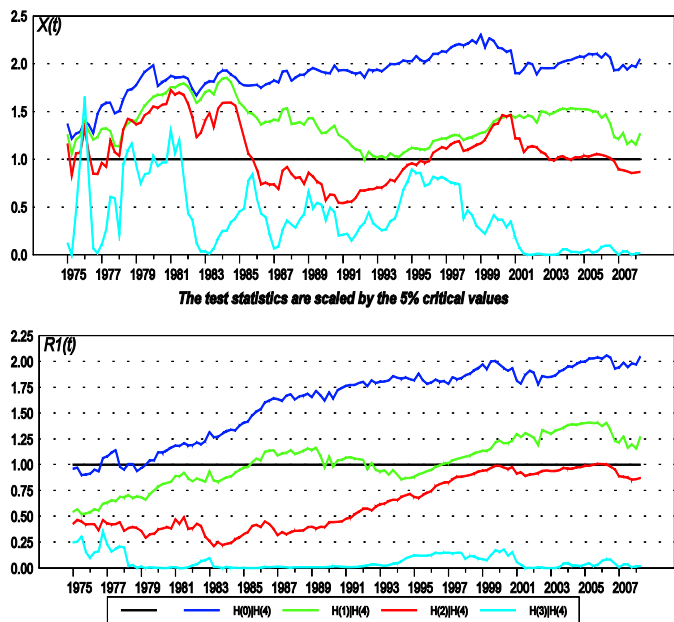 X(t)
2.5
2.0
1.5
1.0
0.5
0.0
1975 1977 1979 1981 1983 1985 1987 1989 1991 1993 1995 1997 1999 2001 2003 2005 2007
The test statistics are scaled by the 5% critical values
R1(t)
2.25
2.00
1.75
1.50
1.25
1.00
0.75
0.50
0.25
0.00
1975 1977 1979 1981 1983 1985 1987 1989 1991 1993 1995 1997 1999 2001 2003 2005 2007
H(0)|H(4) H(1)|H(4) H(2)|H(4) H(3)|H(4)